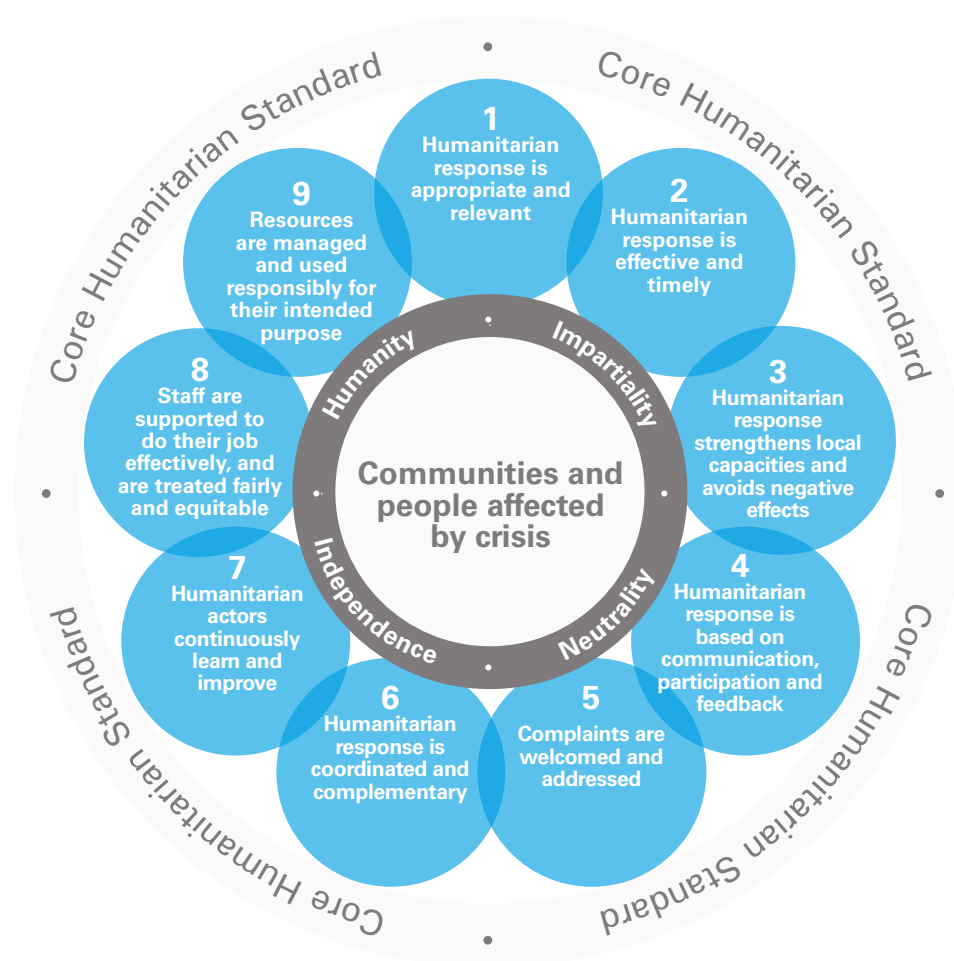 Core Humanitarian Standard
Core Humanitarian Standard
Core Humanitarian Standard
Core Humanitarian Standard
1
Humanitarian
response is
appropriate and
relevant
2
Humanitarian
response is
effective and
timely
3
Humanitarian
response
strengthens local
capacities and
avoids negative
effects
4
Humanitarian
response is
based on
communication,
participation and
feedback
5
Complaints are
welcomed and
addressed
6
Humanitarian
response is
coordinated and
complementary
7
Humanitarian
actors
continuously
learn and
improve
8
Staff are
supported to
do their job
effectively, and
are treated fairly
and equitable
9
Resources
are managed
and used
responsibly for
their intended
purpose
Humanity
Impartiality
Neutrality
Independence
Communities and
people affected
by crisis